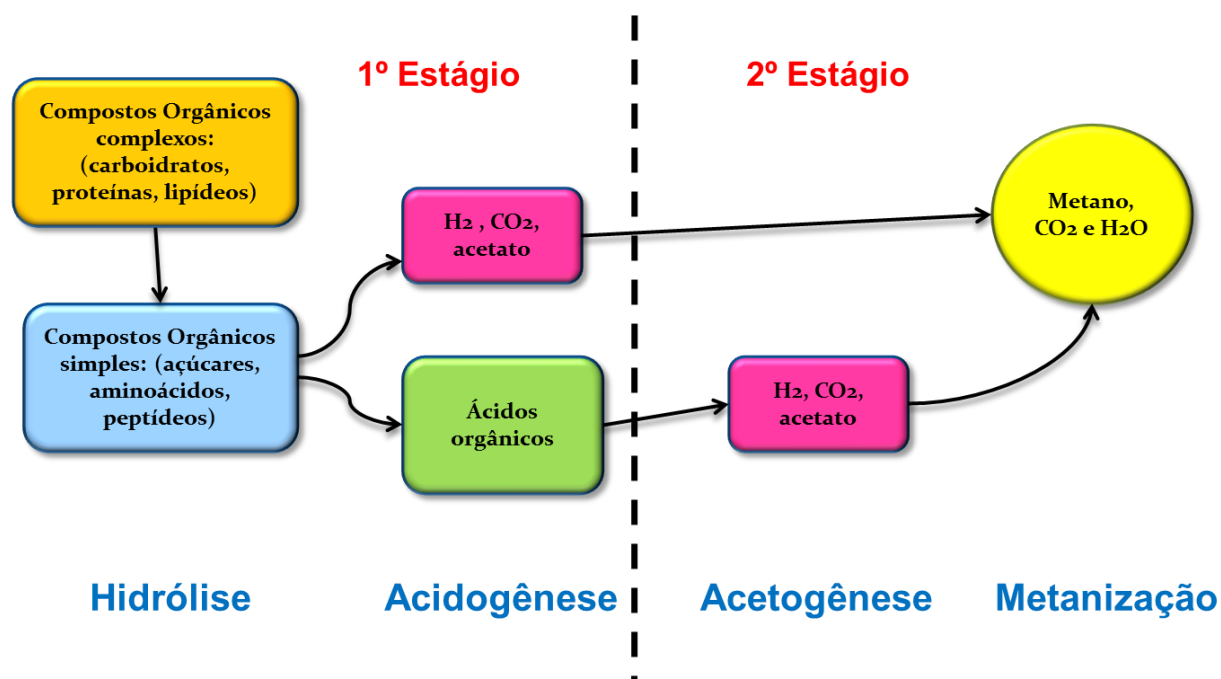 1º Estágio
2º Estágio
Compostos Orgânicos
complexos:
(carboidratos,
proteínas, lipídeos)
H2 , CO2,
acetato
Metano,
CO2 e H2O
Compostos Orgânicos
simples: (açúcares,
aminoácidos,
peptídeos)
Ácidos
orgânicos
H2, CO2,
acetato
Hidrólise
Acidogênese
Acetogênese
Metanização